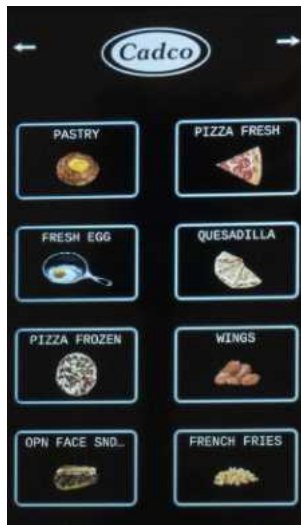 Cadco
PASTRY
PIZZA FRESH
FRESH EGG
QUESADILLA
PIZZA FROZEN
WINGS
OPN FACE SND…
FRENCH FRIES